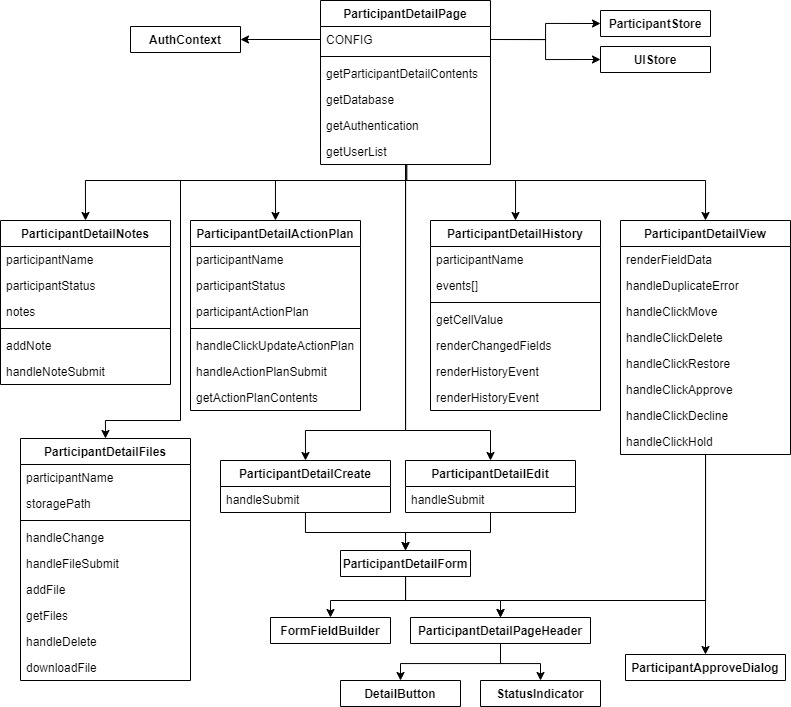 ParticipantDetailPage
CONFIG
getParticipantDetailContents
getDatabase
getAuthentication
getUserList
AuthContext
ParticipantStore
UIStore
ParticipantDetailNotes
participantName
participantStatus
notes
addNote
handleNoteSubmit
ParticipantDetailActionPlan
participantName
participantStatus
participantActionPlan
handleClickUpdateActionPlan
handleActionPlanSubmit
getActionPlanContents
ParticipantDetailHistory
participantName
events[]
getCellValue
renderChangedFields
renderHistoryEvent
renderHistoryEvent
ParticipantDetailView
renderFieldData
handleDuplicateError
handleClickMove
handleClickDelete
handleClickRestore
handleClickApprove
handleClickDecline
handleClickHold
ParticipantDetailFiles
participantName
storagePath
handleChange
handleFileSubmit
addFile
getFiles
handleDelete
downloadFile
ParticipantDetailCreate
handleSubmit
ParticipantDetailEdit
handleSubmit
ParticipantDetailForm
FormFieldBuilder
ParticipantDetailPageHeader
ParticipantApproveDialog
DetailButton
StatusIndicator